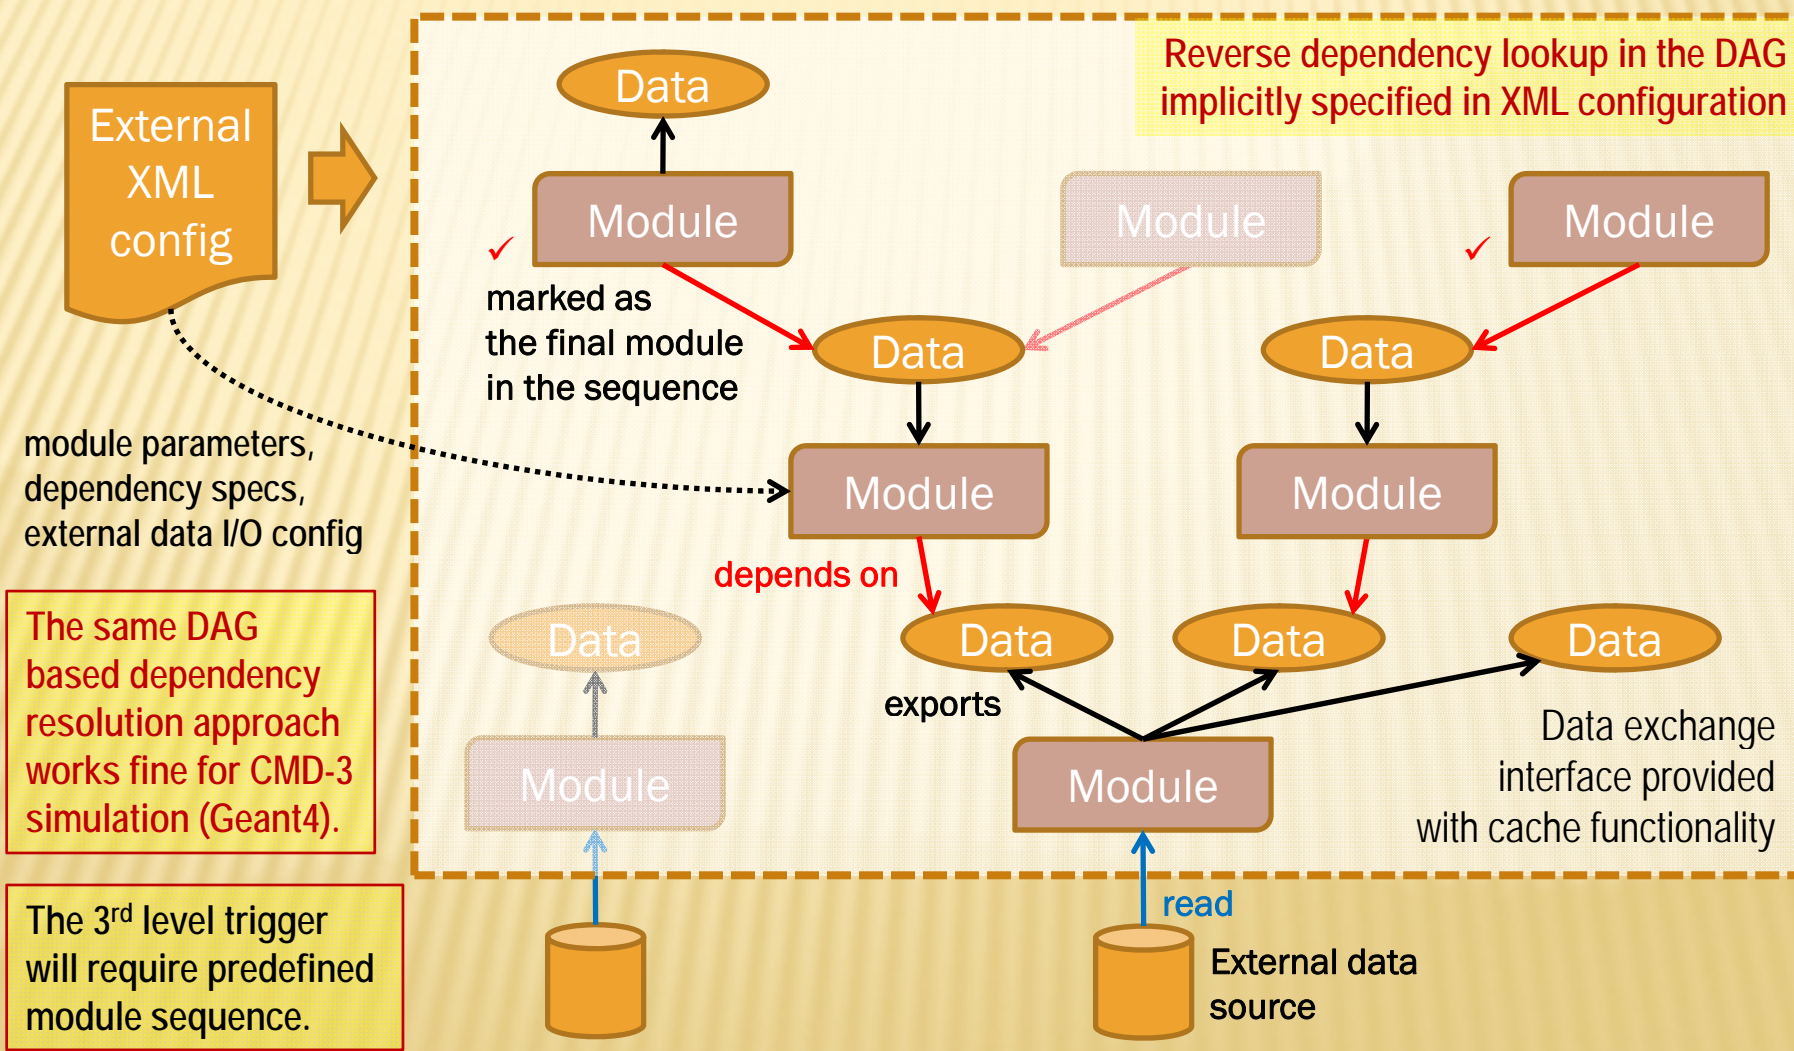 Reverse dependency lookup in the DAG
implicitly specified in XML configuration
External
XML
config
Data
Module
Module
Module
marked as
the final module
in the sequence
Data
Data
module parameters,
dependency specs,
external data I/O config
Module
Module
depends on
The same DAG
based dependency
resolution approach
works fine for CMD-3
simulation (Geant4).
Data
Data
Data
Data
exports
Module
Module
Data exchange
interface provided
with cache functionality
The 3rd level trigger
will require predefined
module sequence.
read
External data
source